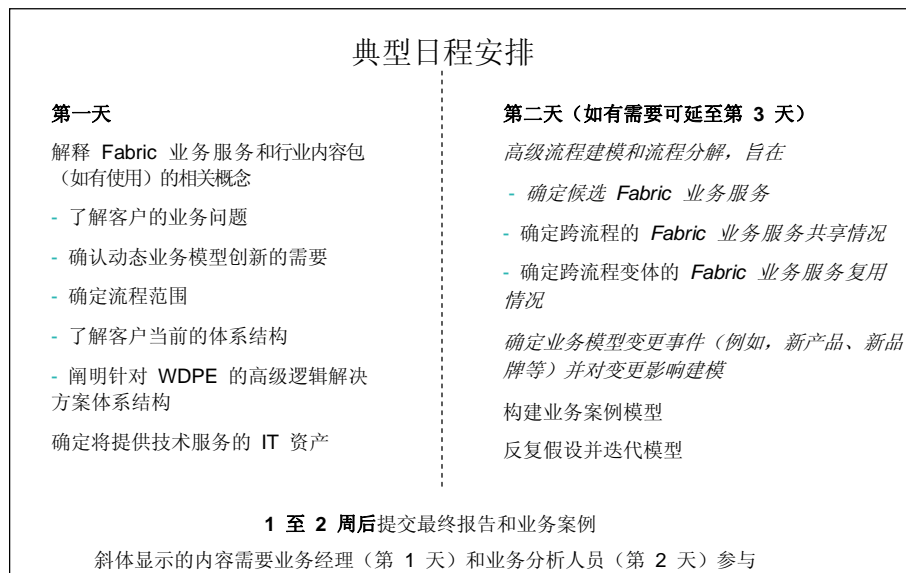 典型日程安排
第一天
解释 Fabric 业务服务和行业内容包
（如有使用）的相关概念
- 了解客户的业务问题
- 确认动态业务模型创新的需要
- 确定流程范围
- 了解客户当前的体系结构
- 阐明针对 WDPE 的高级逻辑解决
方案体系结构
确定将提供技术服务的 IT 资产
第二天（如有需要可延至第 3 天）
高级流程建模和流程分解，旨在
- 确定候选 Fabric 业务服务
- 确定跨流程的 Fabric 业务服务共享情况
- 确定跨流程变体的 Fabric 业务服务复用
情况
确定业务模型变更事件（例如，新产品、新品
牌等）并对变更影响建模
构建业务案例模型
反复假设并迭代模型
1 至 2 周后提交最终报告和业务案例
斜体显示的内容需要业务经理（第 1 天）和业务分析人员（第 2 天）参与